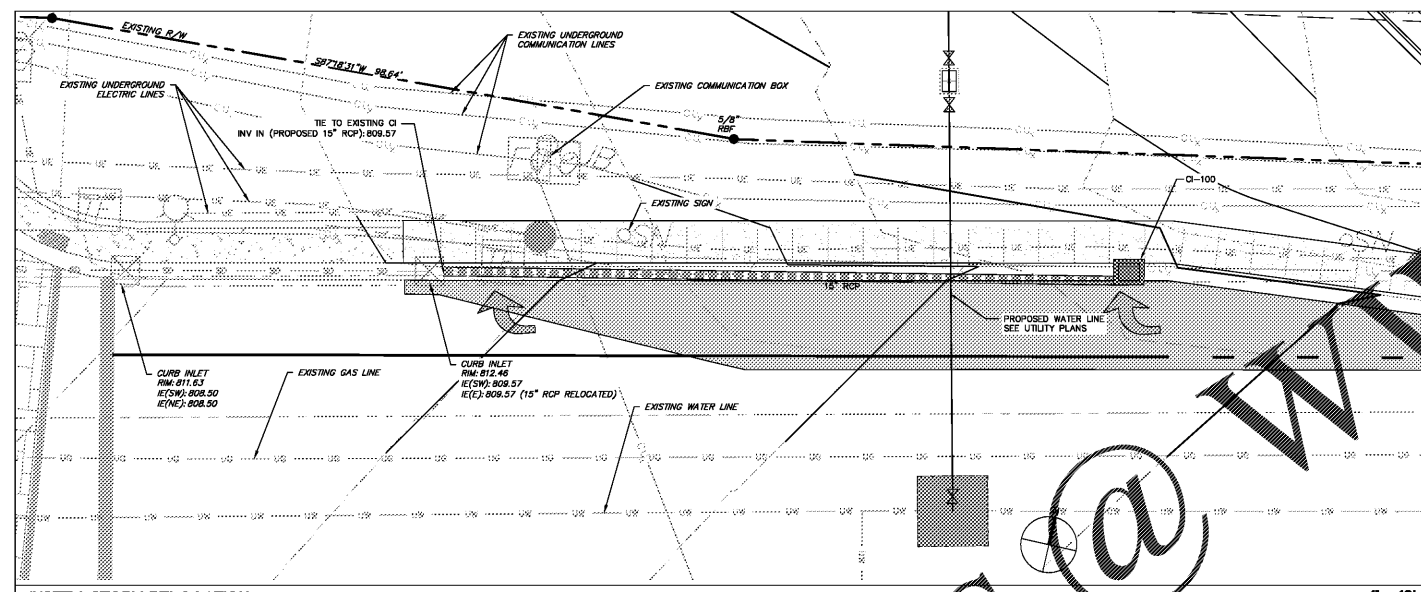 EXISTING R/W
S87°18'31"W 98.64'
EXISTING UNDERGROUND
COMMUNICATION LINES
EXISTING UNDERGROUND
ELECTRIC LINES
EXISTING COMMUNICATION BOX
TIE TO EXISTING CI
INV IN (PROPOSED 15" RCP): 809.57
5/8"
RBF
CI-100
EXISTING SIGN
15" RCP
PROPOSED WATER LINE
SEE UTILITY PLANS
CURB INLET
RIM: 811.63
IE(SW): 808.50
IE(NE): 808.50
EXISTING GAS LINE
CURB INLET
RIM: 812.46
IE(SW): 809.57
IE(E): 809.57 (15" RCP RELOCATED)
EXISTING WATER LINE
@